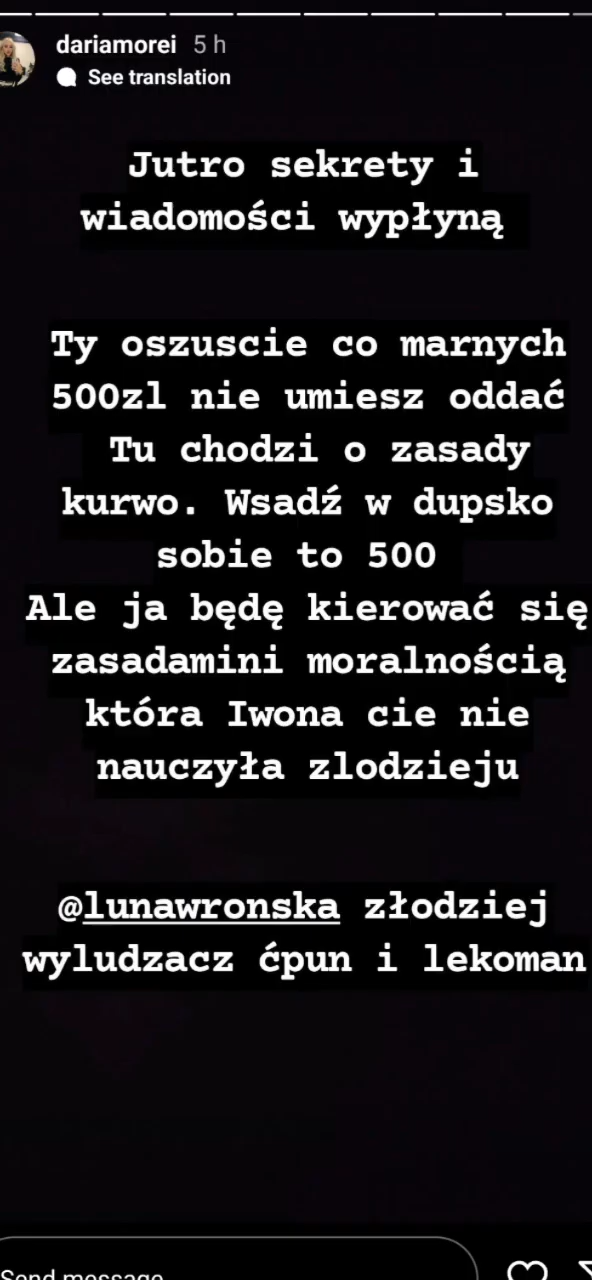 dariamorei 5 h
See translation
Jutro sekrety i
wiadomości wypłyną
Ty oszuscie co marnych
500zl nie umiesz oddać
Tu chodzi o zasady
kurwo. Wsadź w dupsko
sobie to 500
Ale ja będę kierować się
zasadamini moralnością
która Iwona cie nie
nauczyła zlodzieju
@lunawronska złodziej
wyludzacz ćpun i lekoman
Send message